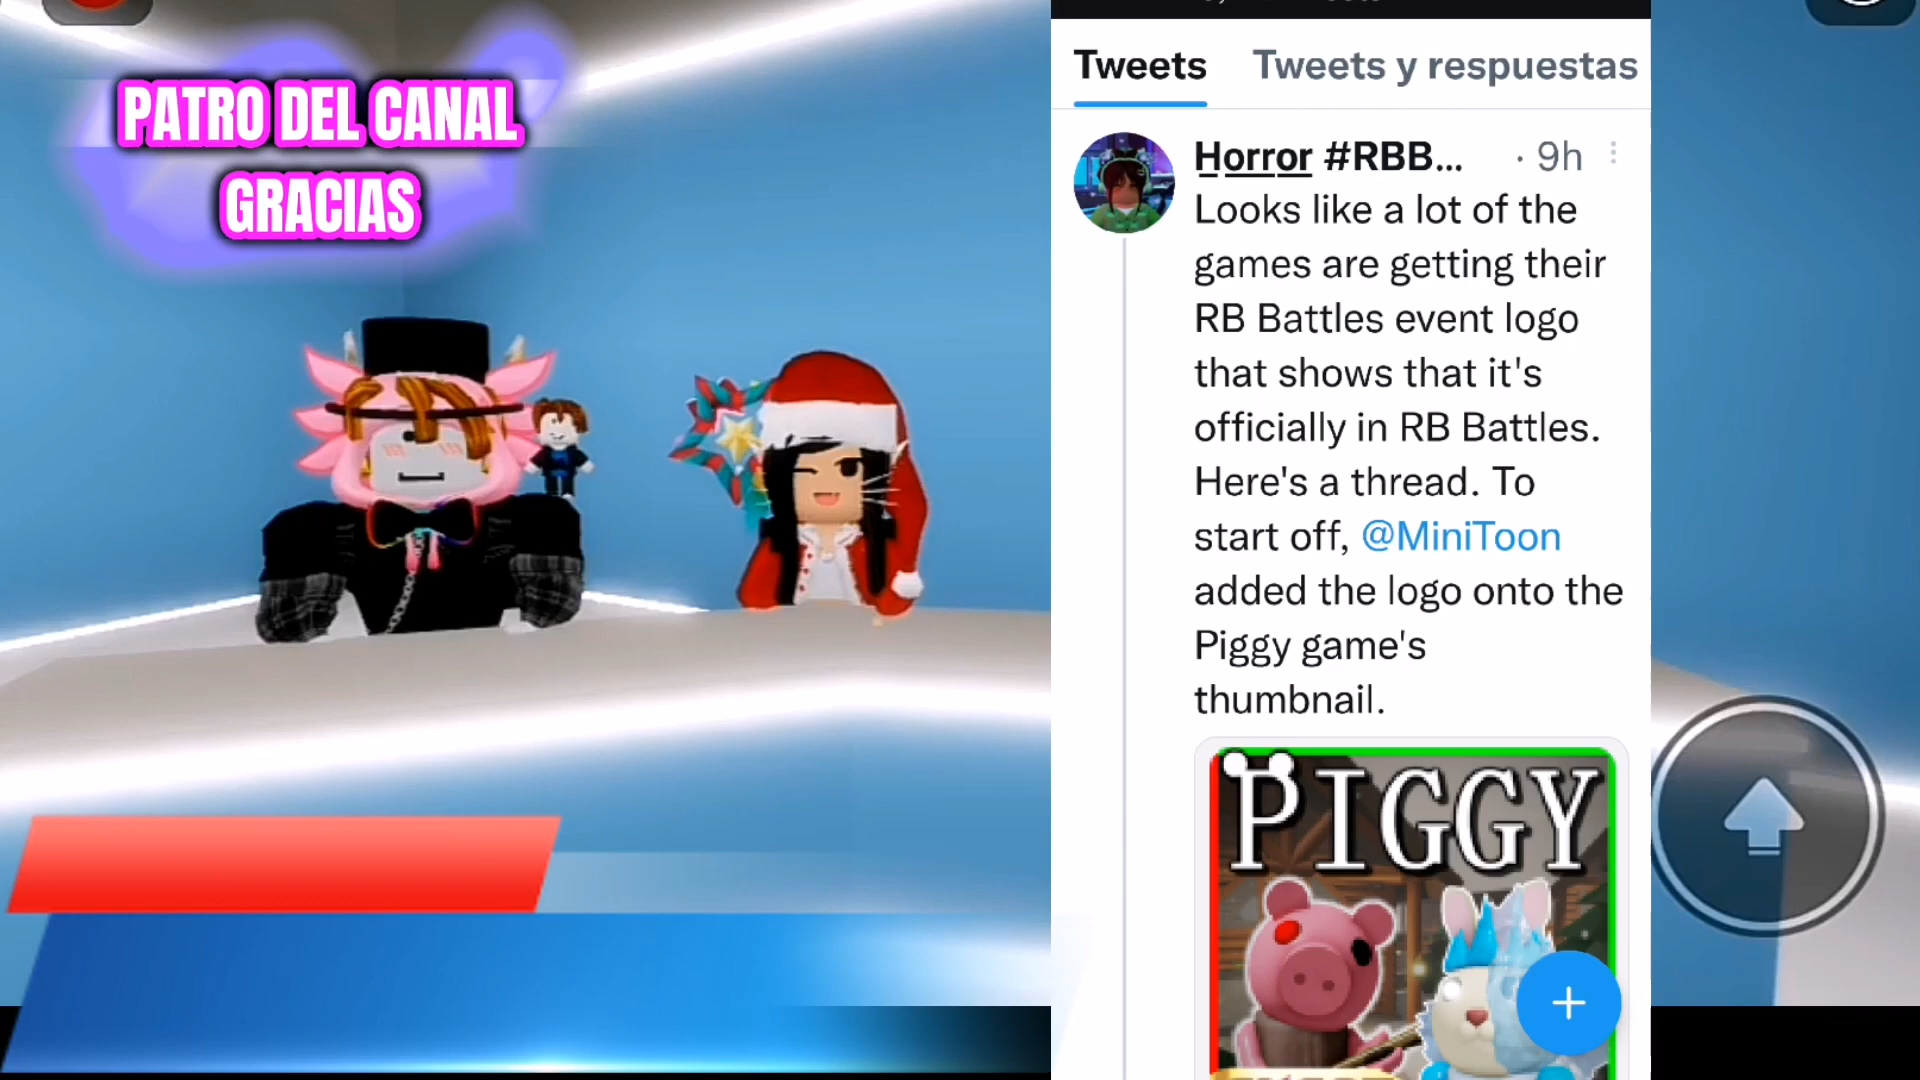 PATRO DEL CANAL
GRACIAS
Tweets
Tweets y respuestas
Horror #RBB... · 9h
Looks like a lot of the
games are getting their
RB Battles event logo
that shows that it's
officially in RB Battles.
Here's a thread. To
start off, @MiniToon
added the logo onto the
Piggy game's
thumbnail.
PIGGY